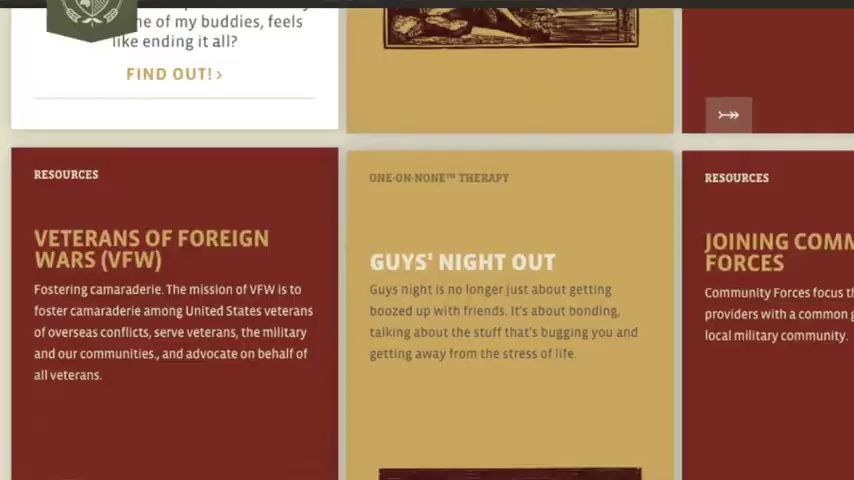 ne of my buddies, feels
like ending it all?
FIND OUT! ›
RESOURCES
VETERANS OF FOREIGN
WARS (VFW)
Fostering camaraderie. The mission of VFW is to
foster camaraderie among United States veterans
of overseas conflicts, serve veterans, the military
and our communities., and advocate on behalf of
all veterans.
ONE-ON-NONE™ THERAPY
GUYS' NIGHT OUT
Guys night is no longer just about getting
boozed up with friends. It's about bonding,
talking about the stuff that's bugging you and
getting away from the stress of life.
RESOURCES
JOINING COMM
FORCES
Community Forces focus th
providers with a common g
local military community.